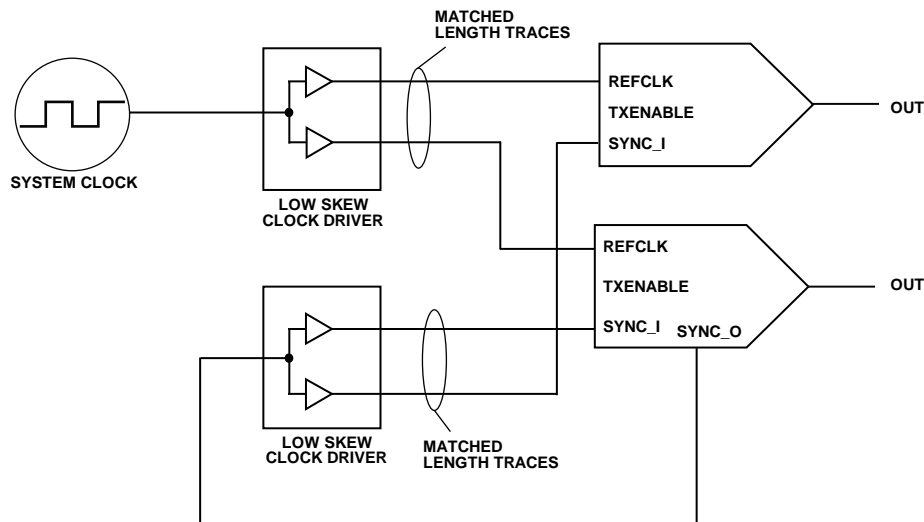 MATCHED
LENGTH TRACES
REFCLK
TXENABLE
SYNC_I
OUT
SYSTEM CLOCK
LOW SKEW
CLOCK DRIVER
REFCLK
TXENABLE
SYNC_I
SYNC_O
OUT
LOW SKEW
CLOCK DRIVER
MATCHED
LENGTH TRACES